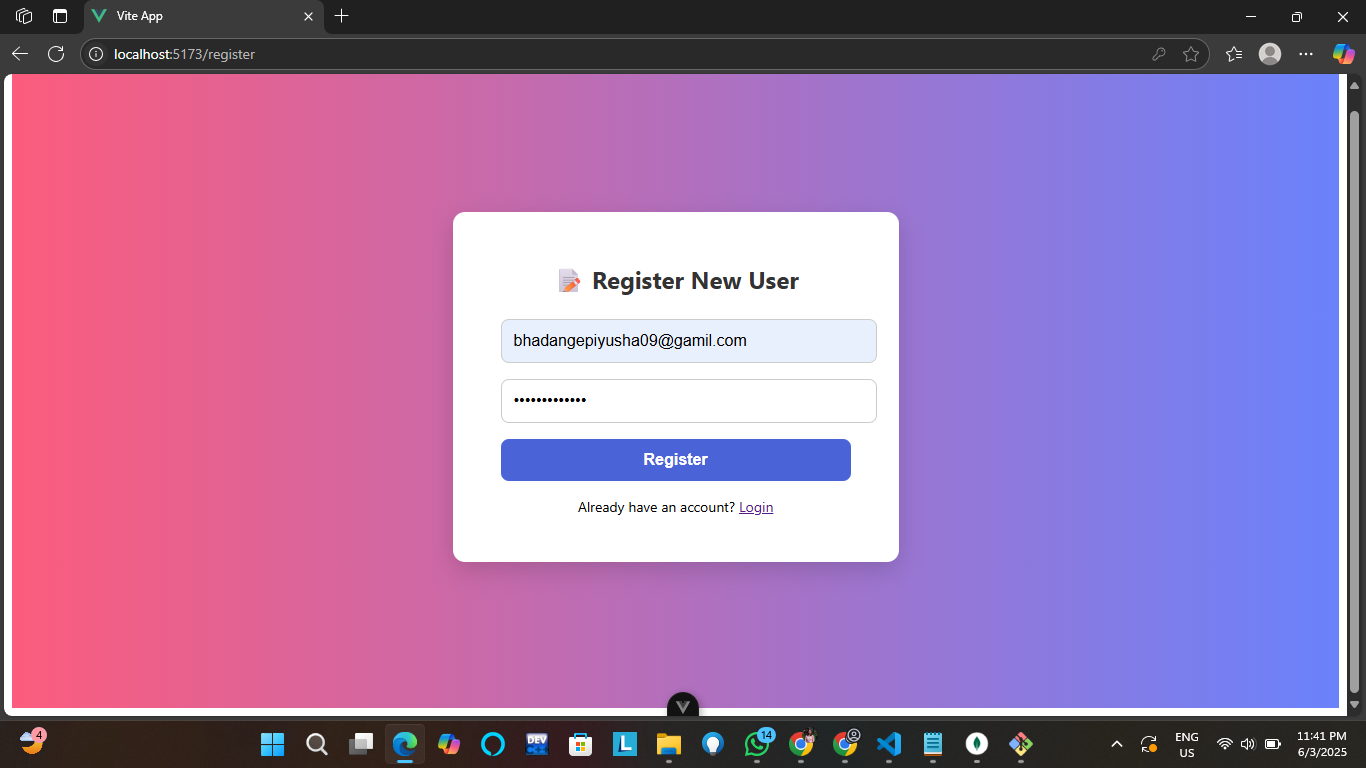 Vite App
localhost:5173/register
Register New User
bhadangepiyusha09@gamil.com
•••••••••••••
Register
Already have an account? Login
4
DEV
L
14
ENG
US
11:41 PM
6/3/2025